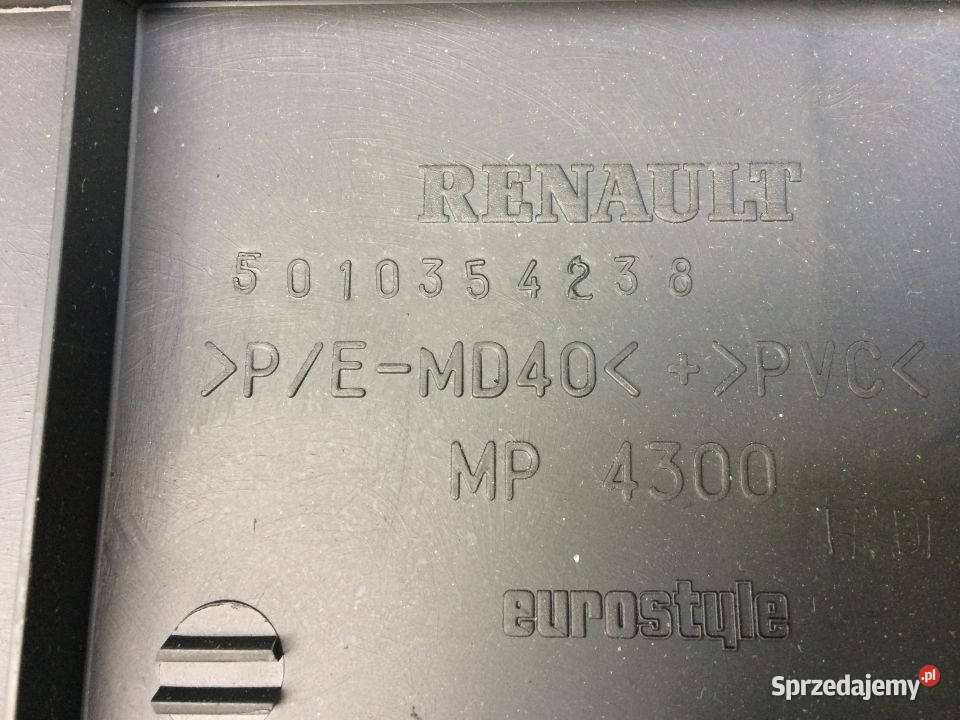 RENAULT
5010354238
>P/E-MD40< + >PVC<
MP 4300
eurostyle
Sprzedajemy.pl